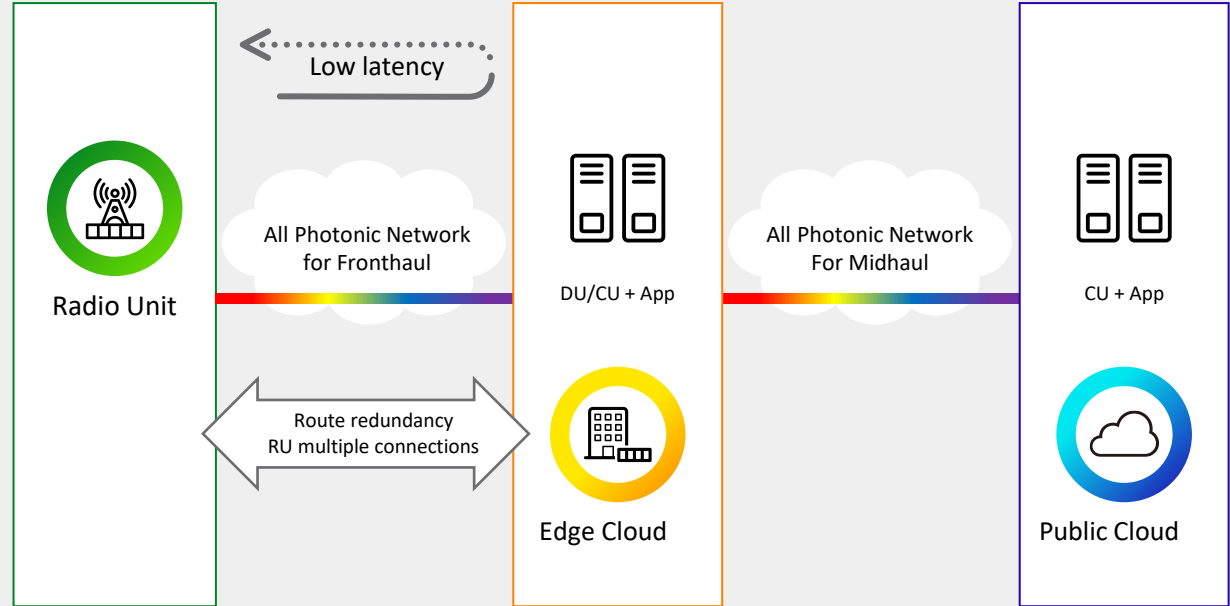 Low latency
All Photonic Network
for Fronthaul
All Photonic Network
For Midhaul
Radio Unit
DU/CU + App
CU + App
Route redundancy
RU multiple connections
Edge Cloud
Public Cloud